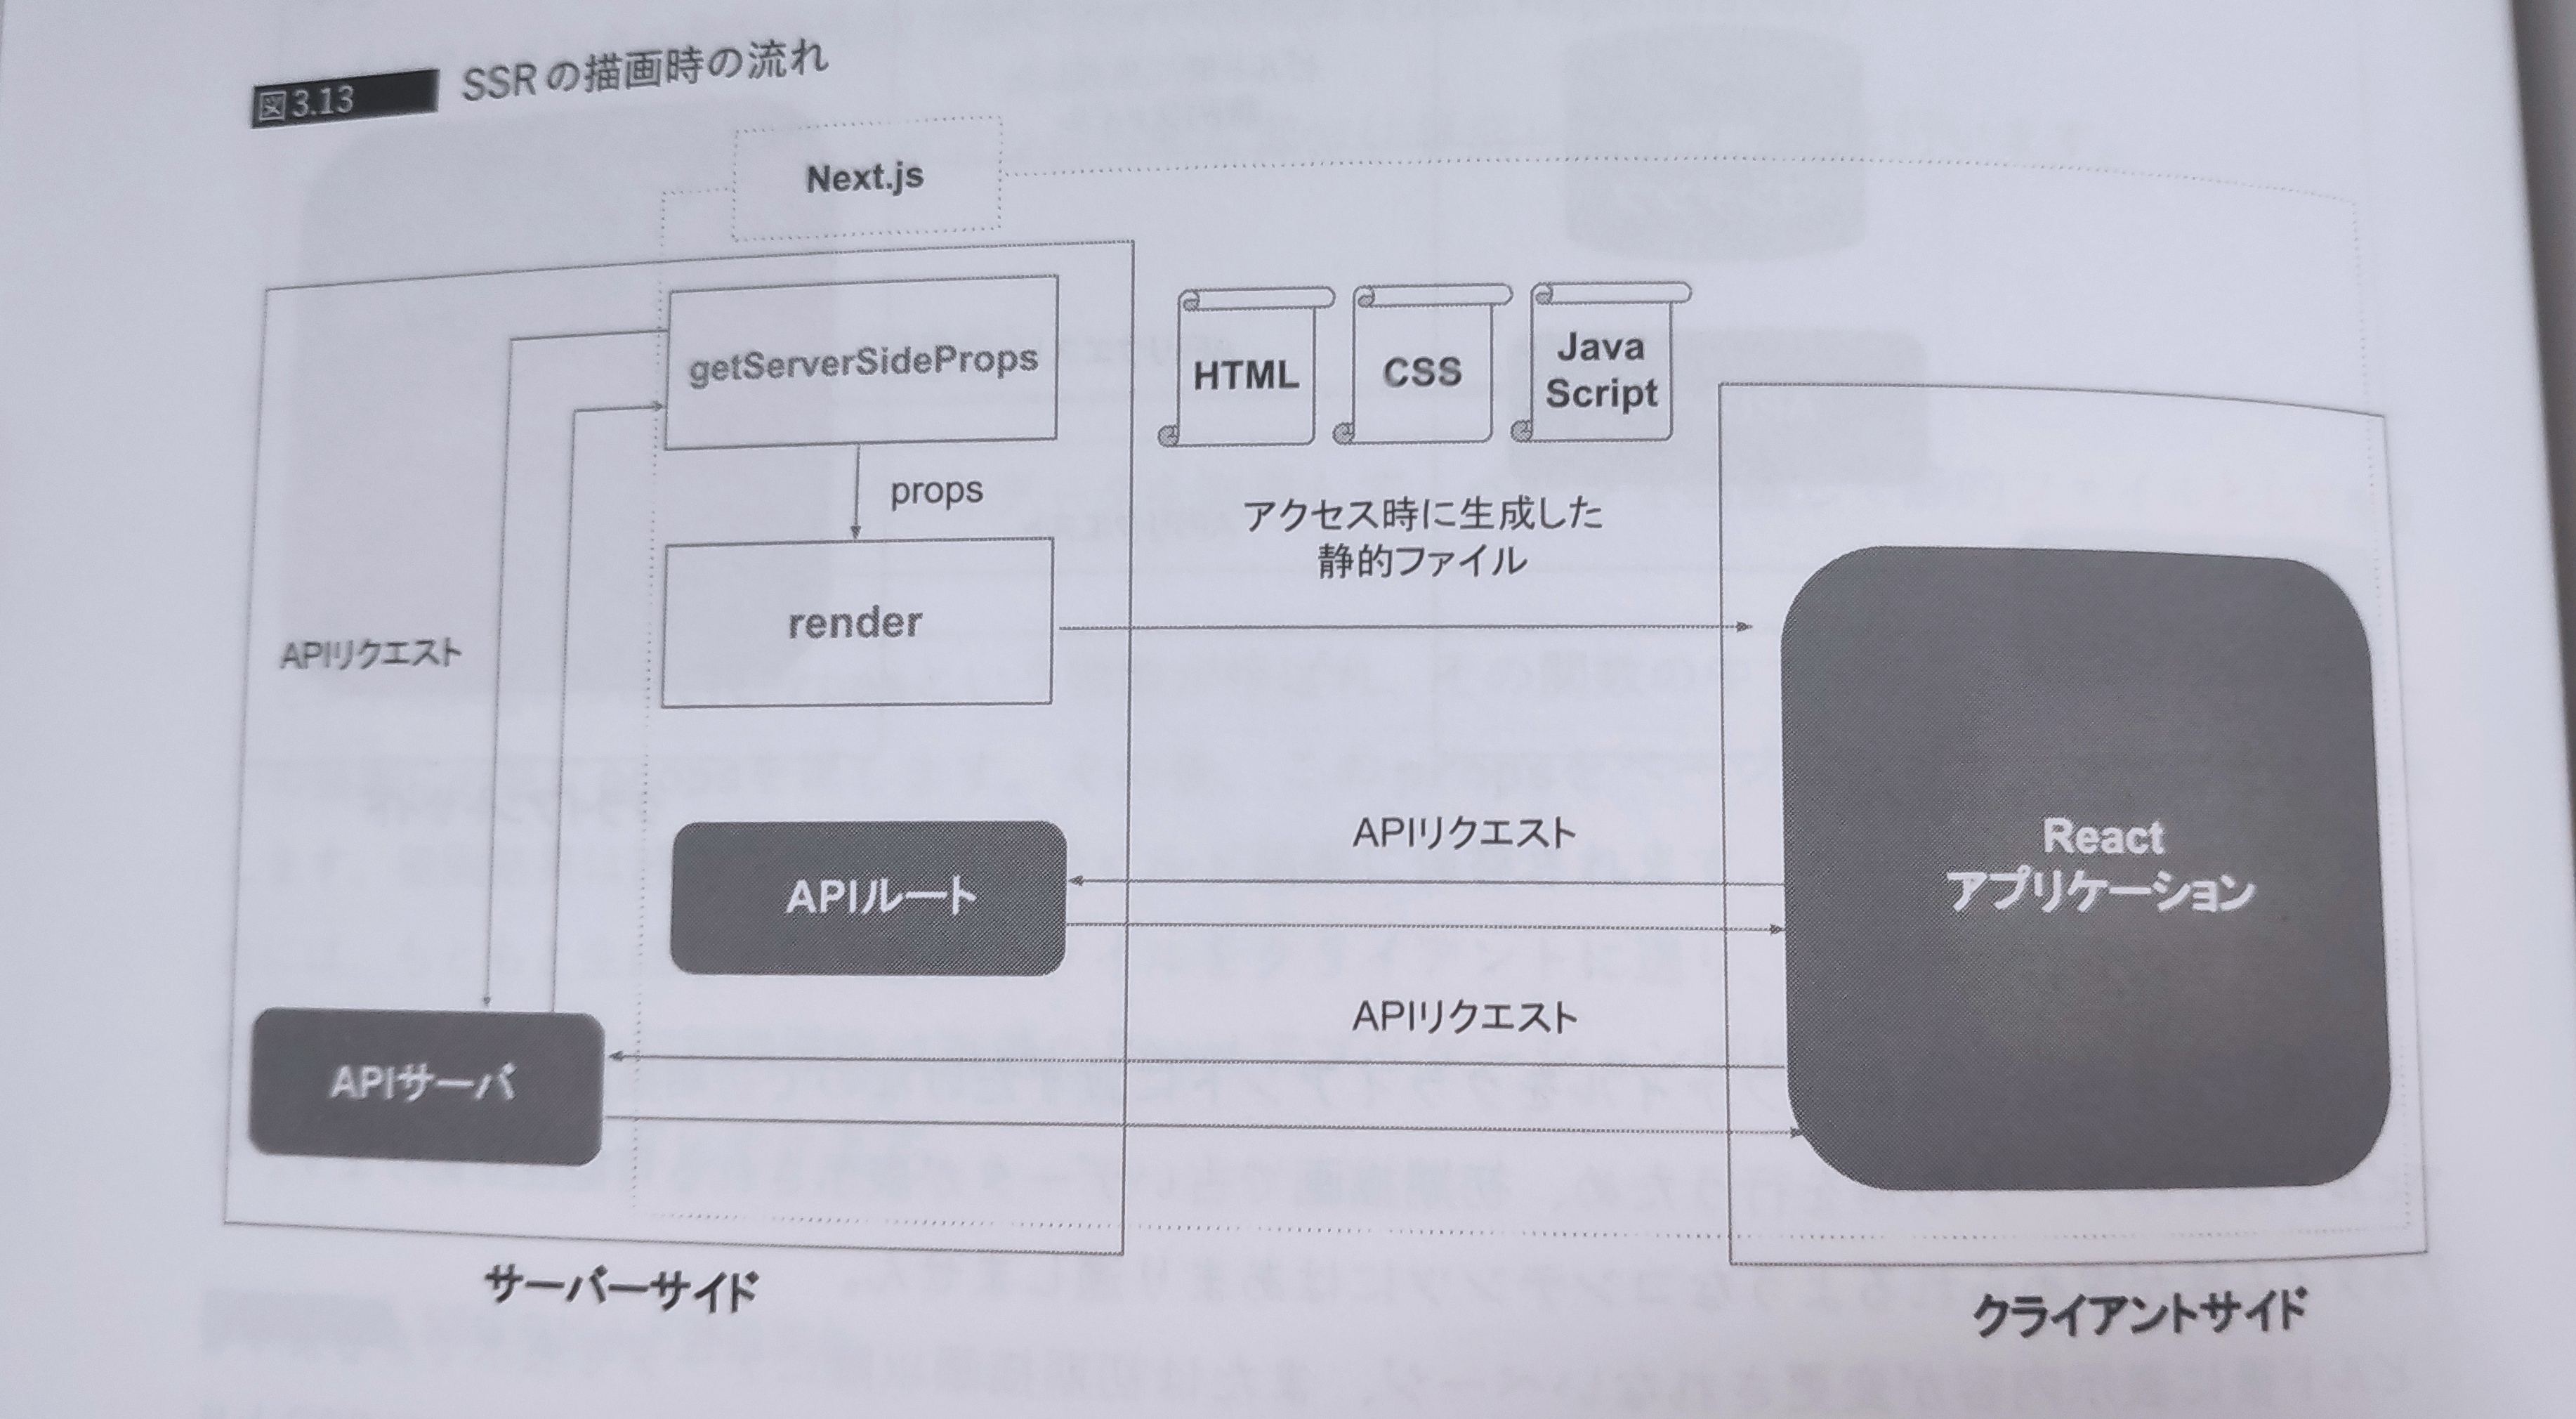 図3.13 SSRの描画時の流れ
Next.js
getServerSideProps
props
render
HTML
CSS
Java
Script
アクセス時に生成した
静的ファイル
APIリクエスト
APIルート
APIリクエスト
React
アプリケーション
APIリクエスト
APIサーバ
サーバーサイド
クライアントサイド